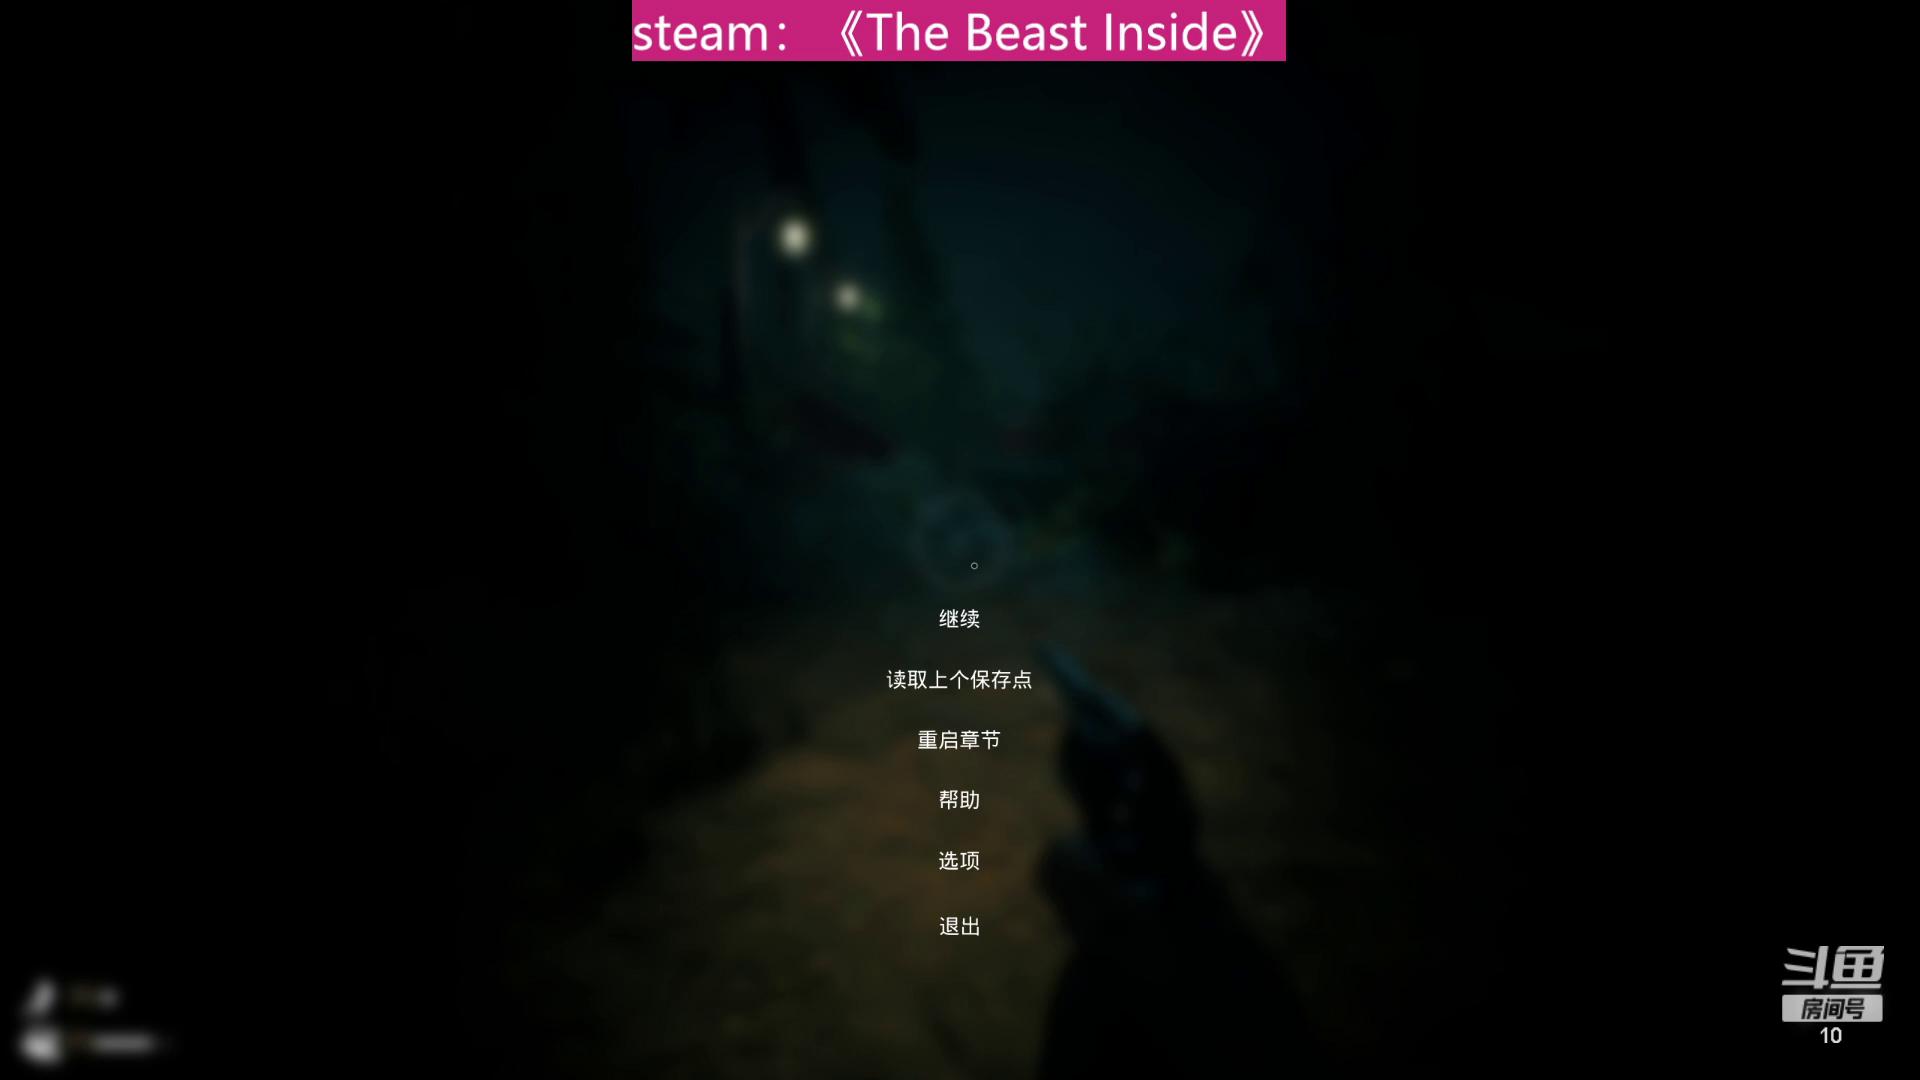 steam：《The Beast Inside》
继续
读取上个保存点
重启章节
帮助
选项
退出
斗鱼
房间号
10